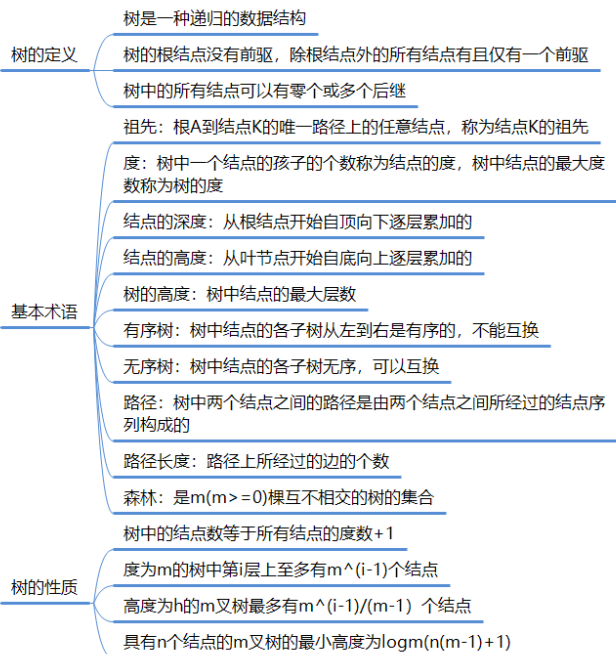 树的定义
树是一种递归的数据结构
树的根结点没有前驱，除根结点外的所有结点有且仅有一个前驱
树中的所有结点可以有零个或多个后继
基本术语
祖先：根A到结点K的唯一路径上的任意结点，称为结点K的祖先
度：树中一个结点的孩子的个数称为结点的度，树中结点的最大度
数称为树的度
结点的深度：从根结点开始自顶向下逐层累加的
结点的高度：从叶节点开始自底向上逐层累加的
树的高度：树中结点的最大层数
有序树：树中结点的各子树从左到右是有序的，不能互换
无序树：树中结点的各子树无序，可以互换
路径：树中两个结点之间的路径是由两个结点之间所经过的结点序
列构成的
路径长度：路径上所经过的边的个数
森林：是m(m>=0)棵互不相交的树的集合
树的性质
树中的结点数等于所有结点的度数+1
度为m的树中第i层上至多有m^(i-1)个结点
高度为h的m叉树最多有m^(i-1)/(m-1）个结点
具有n个结点的m叉树的最小高度为logm(n(m-1)+1)